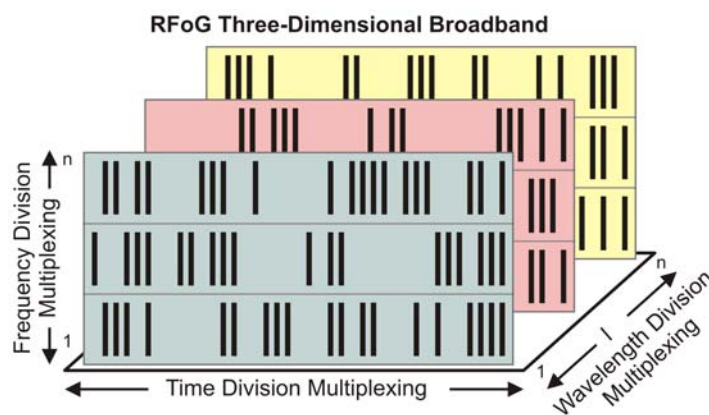 RFoG Three-Dimensional Broadband
n
Frequency Division
Multiplexing
1
Time Division Multiplexing
n
l
1
Wavelength Division
Multiplexing